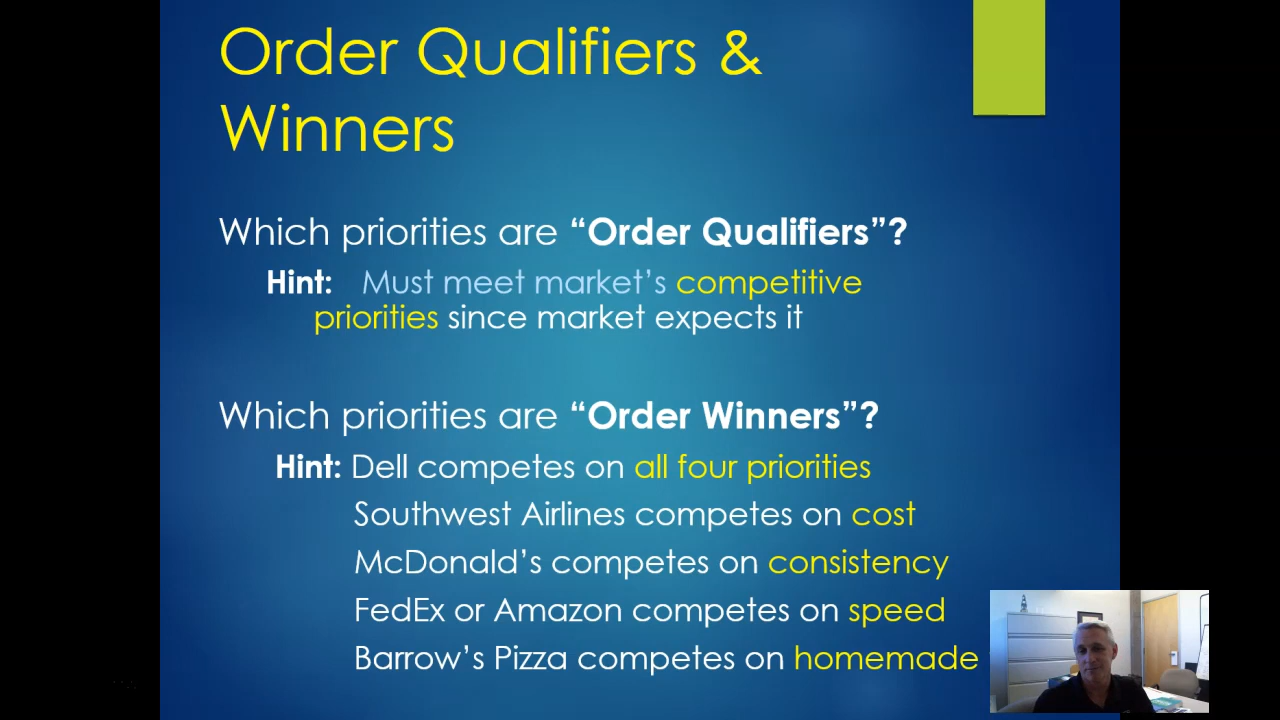 Order Qualifiers &
Winners
Which priorities are “Order Qualifiers”?
Hint: Must meet market’s competitive
priorities since market expects it
Which priorities are “Order Winners”?
Hint: Dell competes on all four priorities
Southwest Airlines competes on cost
McDonald’s competes on consistency
FedEx or Amazon competes on speed
Barrow’s Pizza competes on homemade